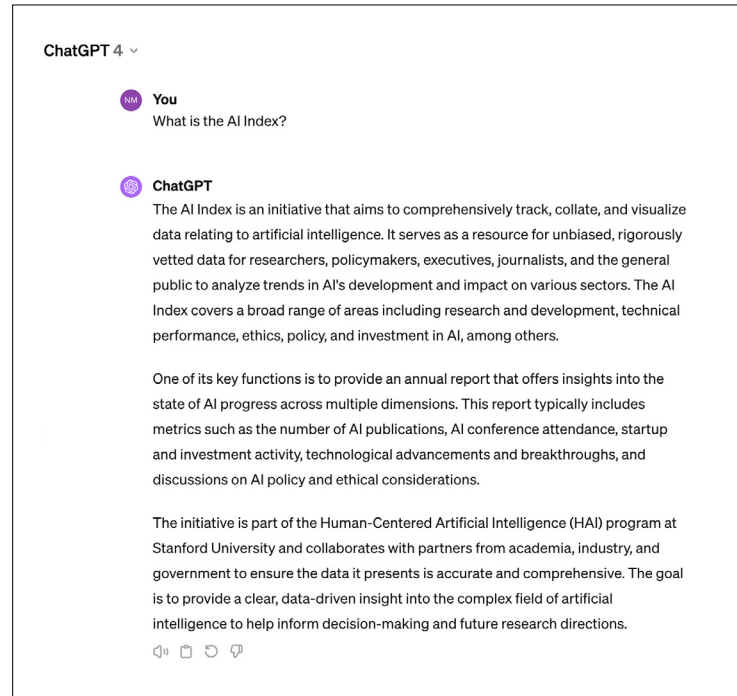 ChatGPT 4
NM You
What is the AI Index?
ChatGPT
The AI Index is an initiative that aims to comprehensively track, collate, and visualize
data relating to artificial intelligence. It serves as a resource for unbiased, rigorously
vetted data for researchers, policymakers, executives, journalists, and the general
public to analyze trends in AI's development and impact on various sectors. The AI
Index covers a broad range of areas including research and development, technical
performance, ethics, policy, and investment in AI, among others.
One of its key functions is to provide an annual report that offers insights into the
state of AI progress across multiple dimensions. This report typically includes
metrics such as the number of AI publications, AI conference attendance, startup
and investment activity, technological advancements and breakthroughs, and
discussions on AI policy and ethical considerations.
The initiative is part of the Human-Centered Artificial Intelligence (HAI) program at
Stanford University and collaborates with partners from academia, industry, and
government to ensure the data it presents is accurate and comprehensive. The goal
is to provide a clear, data-driven insight into the complex field of artificial
intelligence to help inform decision-making and future research directions.